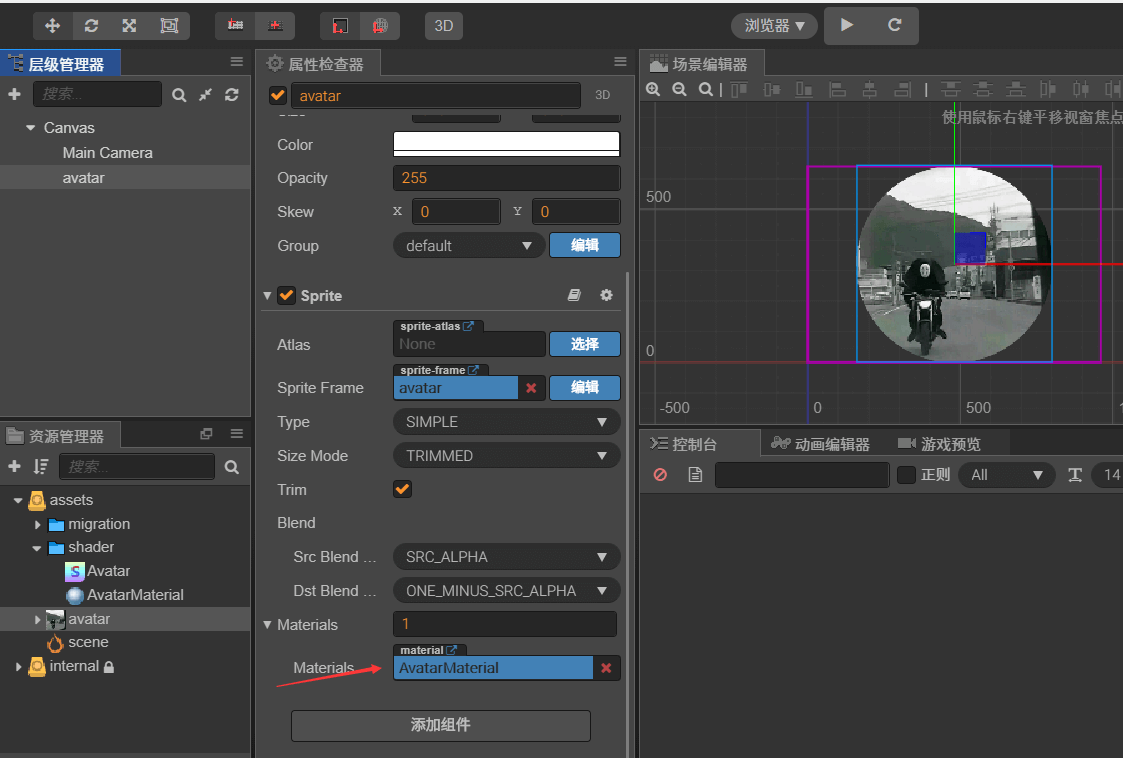 3D
浏览器
层级管理器
搜索...
Canvas
Main Camera
avatar
资源管理器
搜索...
assets
migration
shader
S Avatar
AvatarMaterial
avatar
scene
internal
属性检查器
avatar 3D
Color
Opacity 255
Skew X 0 Y 0
Group default 编辑
Sprite
sprite-atlas
Atlas None 选择
sprite-frame
Sprite Frame avatar 编辑
Type SIMPLE
Size Mode TRIMMED
Trim
Blend
Src Blend ... SRC_ALPHA
Dst Blend ... ONE_MINUS_SRC_ALPHA
Materials 1
material
Materials AvatarMaterial
添加组件
场景编辑器
使用鼠标右键平移视窗焦点
500
0
-500 0 500 1
控制台 动画编辑器 游戏预览
正则 All 14